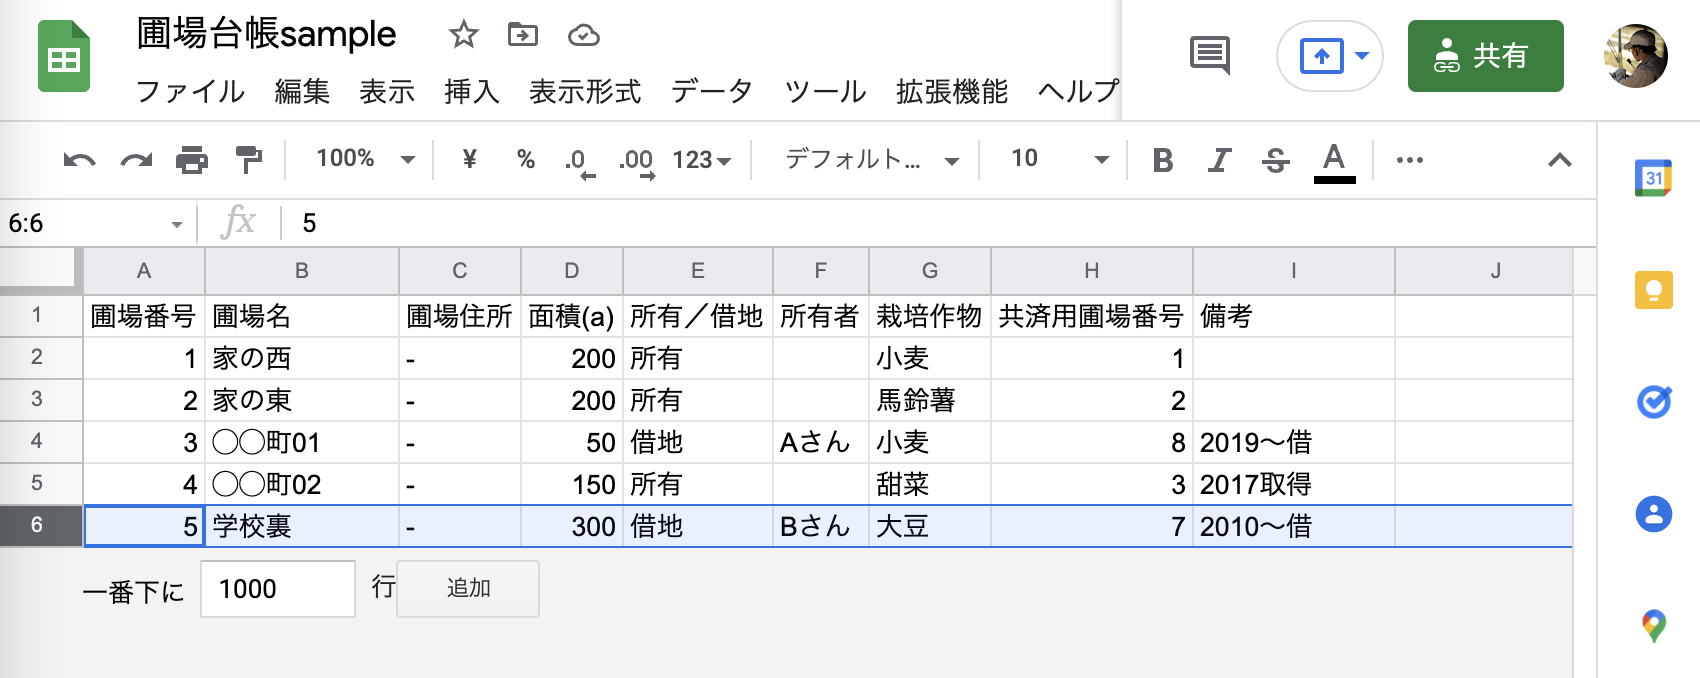 圃場台帳sample
ファイル 編集 表示 挿入 表示形式 データ ツール 拡張機能 ヘルプ
共有
100% ¥ % .0 .00 123 デフォルト... 10 B I S A
31
6:6 fx 5
A B C D E F G H I J
1 圃場番号 圃場名 圃場住所 面積(a) 所有／借地 所有者 栽培作物 共済用圃場番号 備考
2 1 家の西 - 200 所有 小麦 1
3 2 家の東 - 200 所有 馬鈴薯 2
4 3 ◯◯町01 - 50 借地 Aさん 小麦 8 2019〜借
5 4 ◯◯町02 - 150 所有 甜菜 3 2017取得
6 5 学校裏 - 300 借地 Bさん 大豆 7 2010〜借
一番下に 1000 行 追加